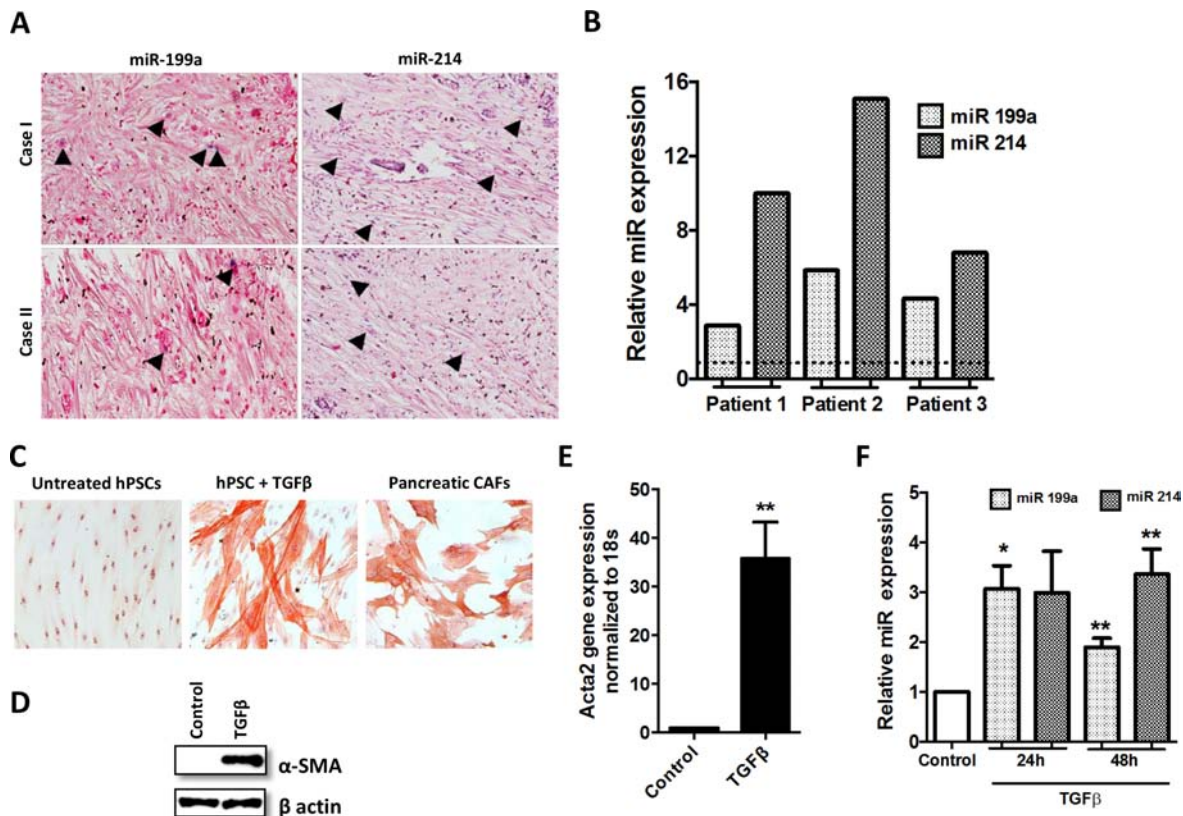 A
miR-199a
miR-214
Case I
Case II
B
Relative miR expression
16
12
8
4
0
miR 199a
miR 214
Patient 1
Patient 2
Patient 3
C
Untreated hPSCs
hPSC + TGFβ
Pancreatic CAFs
D
Control
TGFβ
α-SMA
β actin
E
Acta2 gene expression
normalized to 18s
50
40
30
20
10
0
**
Control
TGFβ
F
Relative miR expression
5
4
3
2
1
0
miR 199a
miR 214
*
**
**
Control
24h
48h
TGFβ